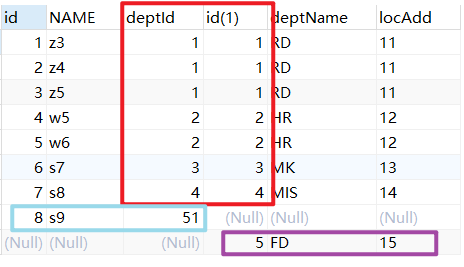 id NAME deptId id(1) deptName locAdd
1 z3 1 1 RD 11
2 z4 1 1 RD 11
3 z5 1 1 RD 11
4 w5 2 2 HR 12
5 w6 2 2 HR 12
6 s7 3 3 MK 13
7 s8 4 4 MIS 14
8 s9 51 (Null) (Null) (Null)
(Null) (Null) (Null) 5 FD 15